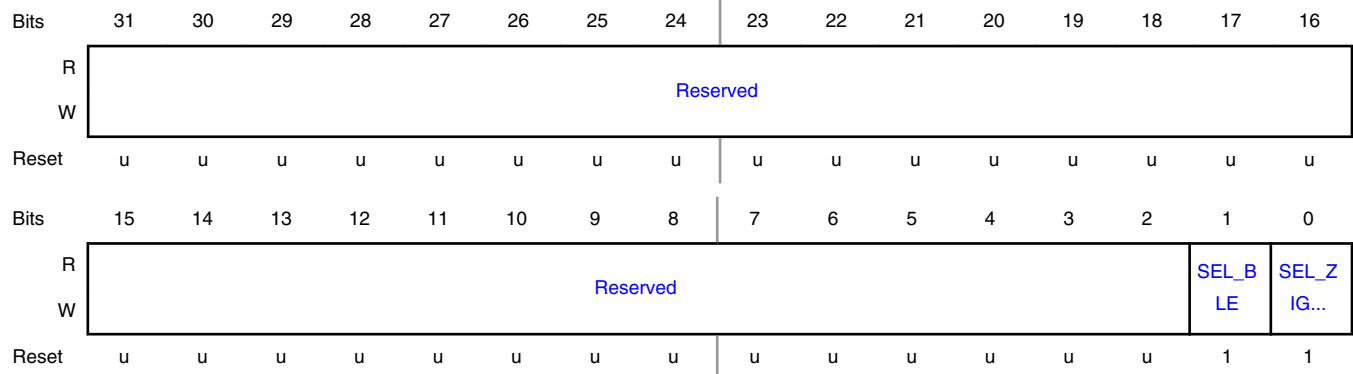 Bits 31 30 29 28 27 26 25 24 23 22 21 20 19 18 17 16
R
Reserved
W
Reset u u u u u u u u u u u u u u u u
Bits 15 14 13 12 11 10 9 8 7 6 5 4 3 2 1 0
R SEL_B SEL_Z
Reserved
W LE IG...
Reset u u u u u u u u u u u u u u 1 1